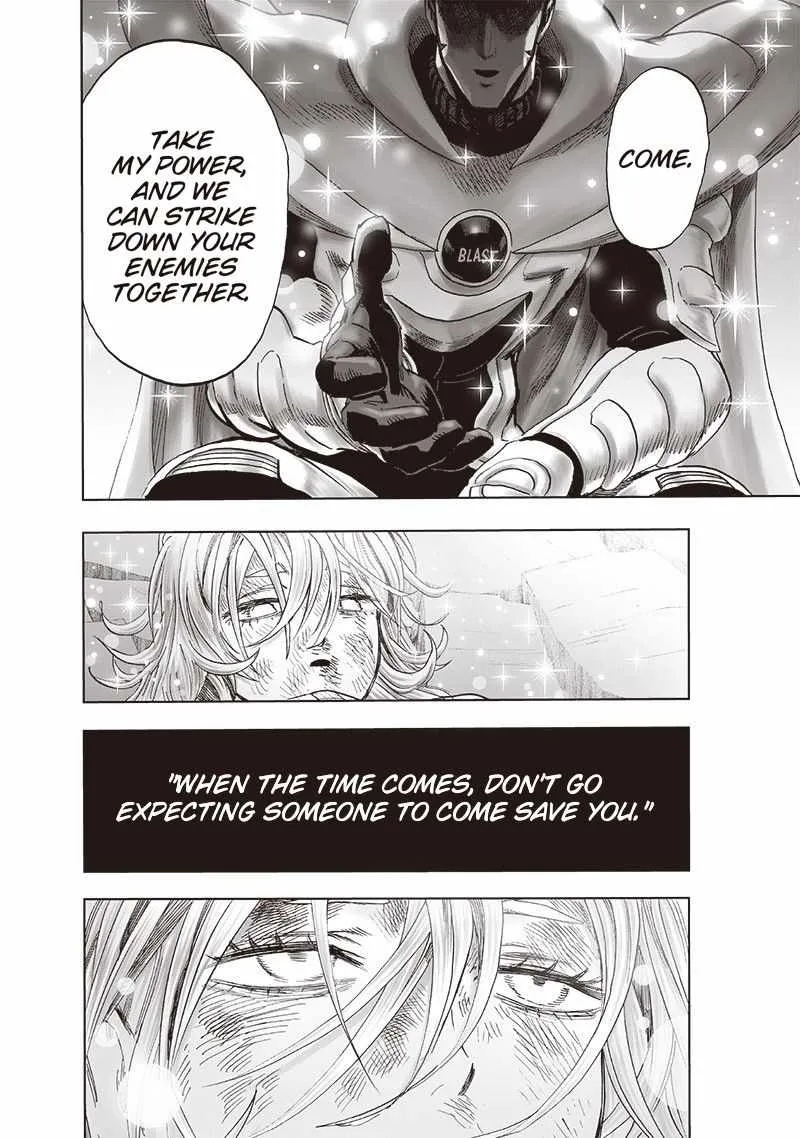 COME.
TAKE
MY POWER,
AND WE
CAN STRIKE
DOWN YOUR
ENEMIES
TOGETHER.
BLAST
"WHEN THE TIME COMES, DON'T GO
EXPECTING SOMEONE TO COME SAVE YOU."